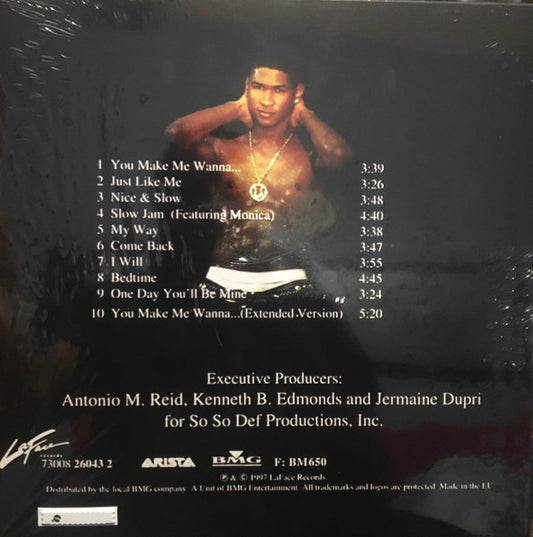 1 You Make Me Wanna... 3:39
2 Just Like Me 3:26
3 Nice & Slow 3:48
4 Slow Jam (Featuring Monica) 4:40
5 My Way 3:38
6 Come Back 3:47
7 I Will 3:55
8 Bedtime 4:45
9 One Day You'll Be Mine 3:24
10 You Make Me Wanna...(Extended Version) 5:20
Executive Producers:
Antonio M. Reid, Kenneth B. Edmonds and Jermaine Dupri
for So So Def Productions, Inc.
LaFace
records
73008 26043 2 ARISTA BMG F: BM650
℗ & © 1997 LaFace Records.
Distributed by the local BMG company. A Unit of BMG Entertainment. All trademarks and logos are protected. Made in the EU